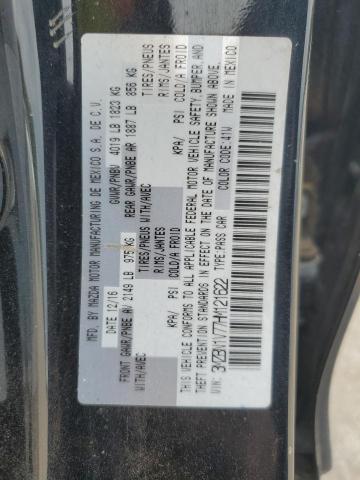 MFD. BY MAZDA MOTOR MANUFACTURING DE MEXICO S.A. DE C.V.
DATE 12/16 GVWR/PNBV 4019 LB 1823 KG
FRONT GAWR/PNBE AV 2149 LB 975 KG REAR GAWR/PNBE AR 1887 LB 856 KG
WITH/AVEC TIRES/PNEUS WITH/AVEC TIRES/PNEUS
RIMS/JANTES RIMS/JANTES
KPA/ PSI COLD/A FROID KPA/ PSI COLD/A FROID
THIS VEHICLE CONFORMS TO ALL APPLICABLE FEDERAL MOTOR VEHICLE SAFETY, BUMPER, AND
THEFT PREVENTION STANDARDS IN EFFECT ON THE DATE OF MANUFACTURE SHOWN ABOVE.
VIN: 3MZBN1V77HM121622 TYPE:PASS CAR COLOR CODE:41W MADE IN MEXICO